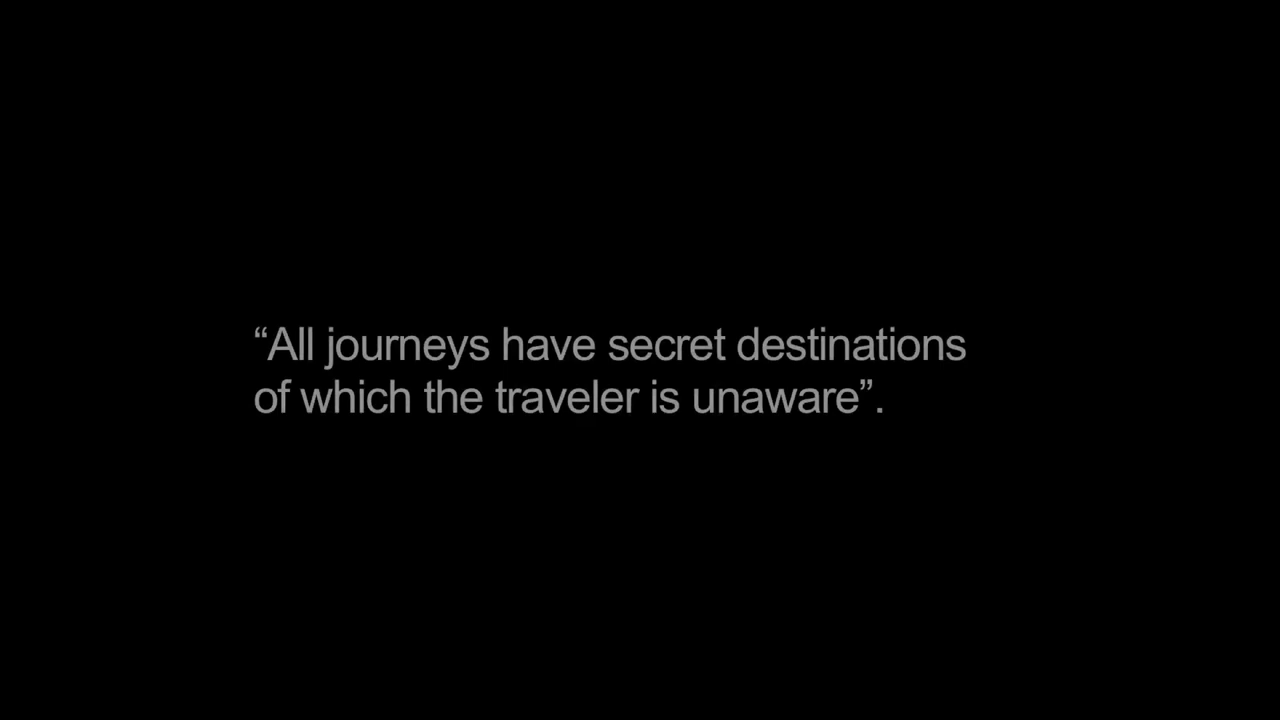 “All journeys have secret destinations
of which the traveler is unaware”.